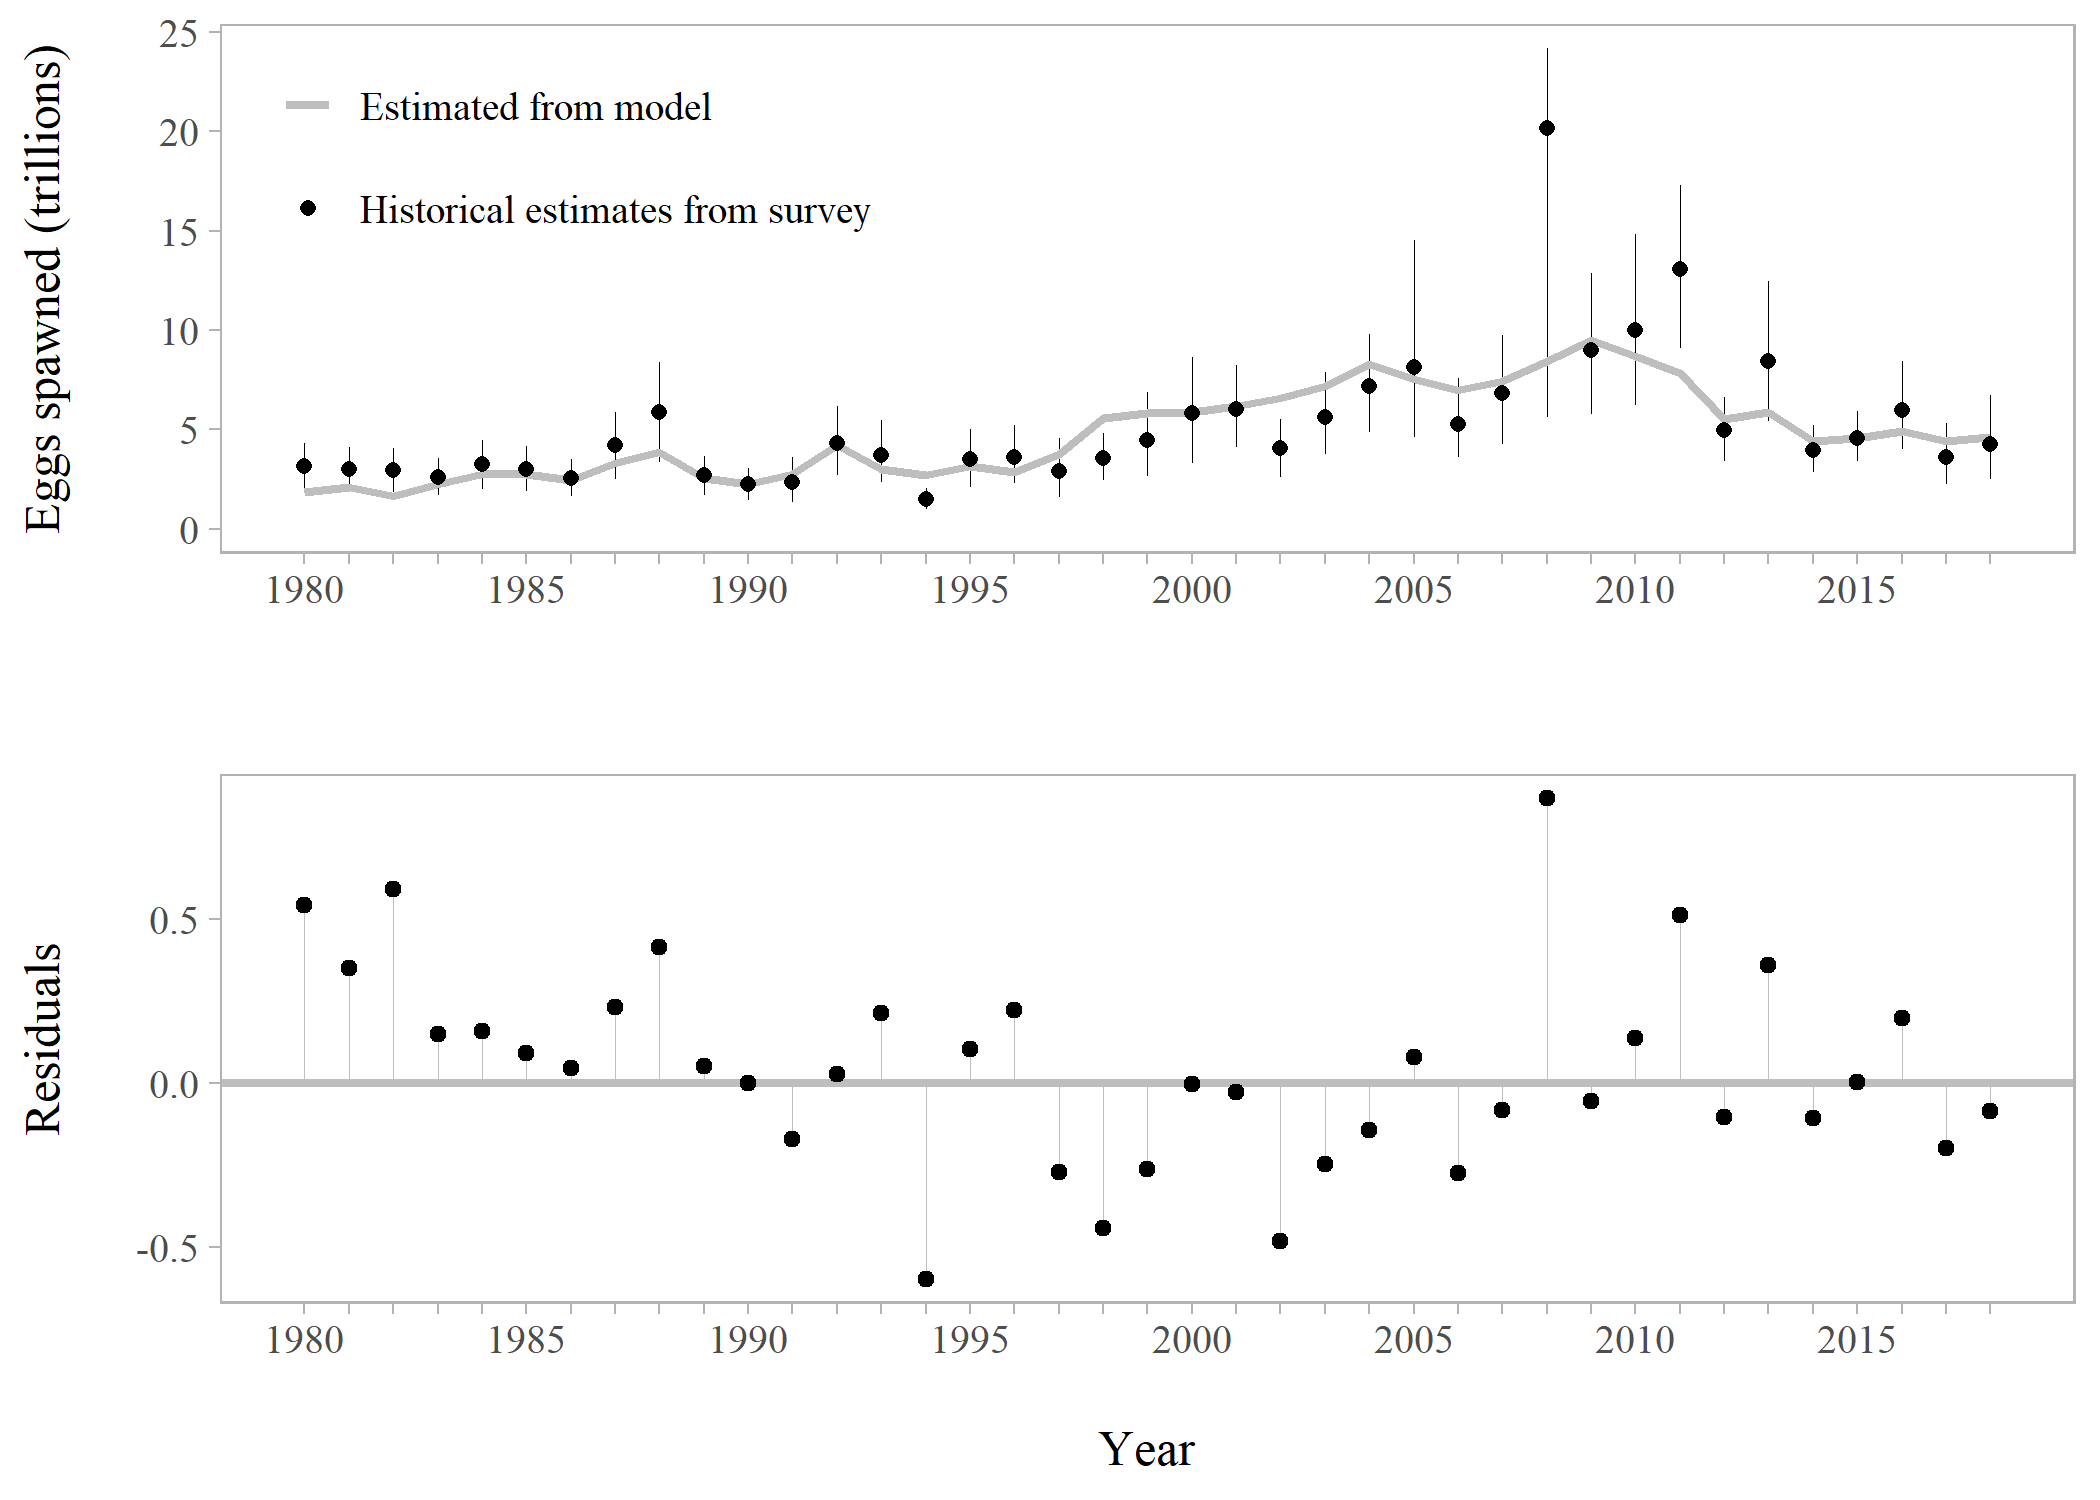 Eggs spawned (trillions)
25
20
15
10
5
0
Estimated from model
Historical estimates from survey
1980 1985 1990 1995 2000 2005 2010 2015
Residuals
0.5
0.0
-0.5
1980 1985 1990 1995 2000 2005 2010 2015
Year